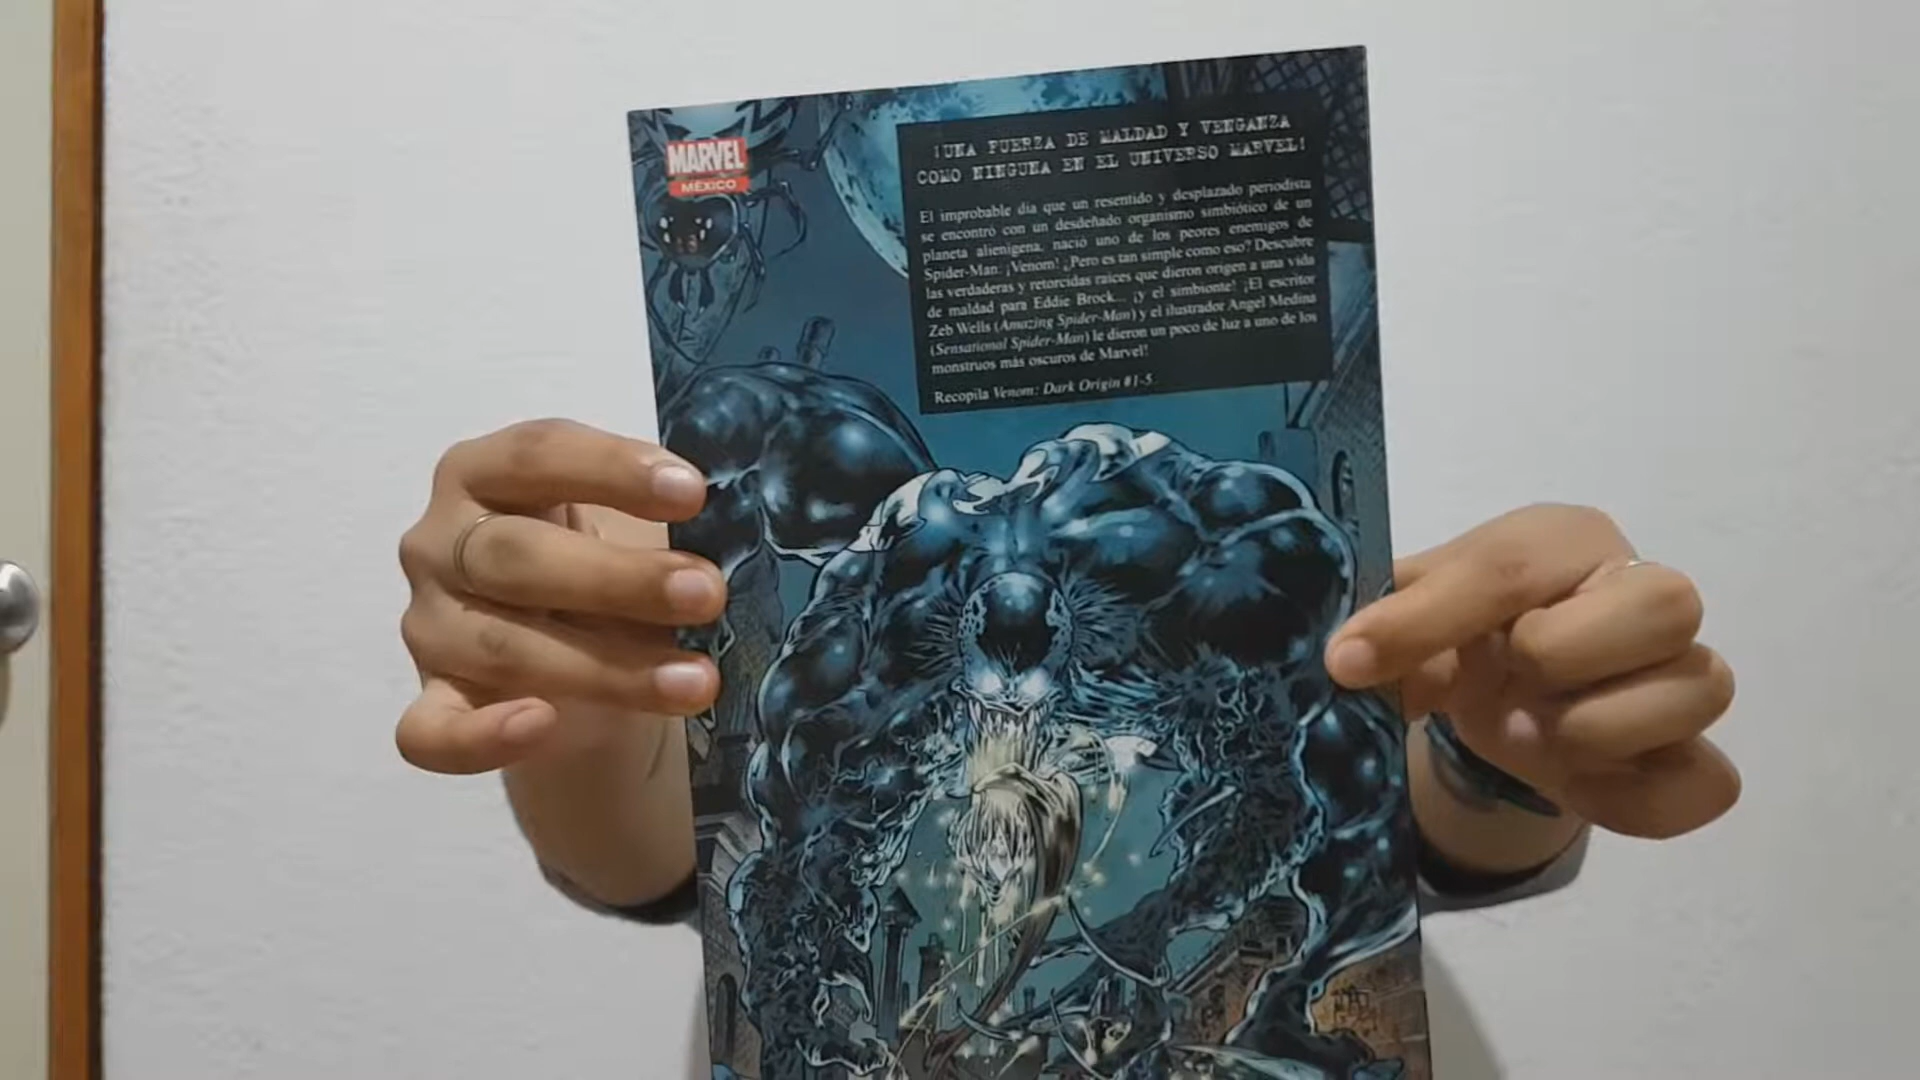 MARVEL
MÉXICO
¡UNA FUERZA DE MALDAD Y VENGANZA
COMO NINGUNA EN EL UNIVERSO MARVEL!
El improbable día que un resentido y desplazado periodista
se encontró con un desdeñado organismo simbiótico de un
planeta alienígena, nació uno de los peores enemigos de
Spider-Man: ¡Venom! ¿Pero es tan simple como eso? Descubre
las verdaderas y retorcidas raíces que dieron origen a una vida
de maldad para Eddie Brock... ¡y el simbionte! ¡El escritor
Zeb Wells (Amazing Spider-Man) y el ilustrador Angel Medina
(Sensational Spider-Man) le dieron un poco de luz a uno de los
monstruos más oscuros de Marvel!
Recopila Venom: Dark Origin #1-5.